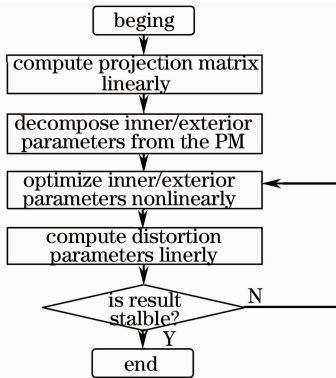 beging
compute projection matrix
linearly
decompose inner/exterior
parameters from the PM
optimize inner/exterior
parameters nonlinearly
compute distortion
parameters linerly
is result
stalble?
N
Y
end